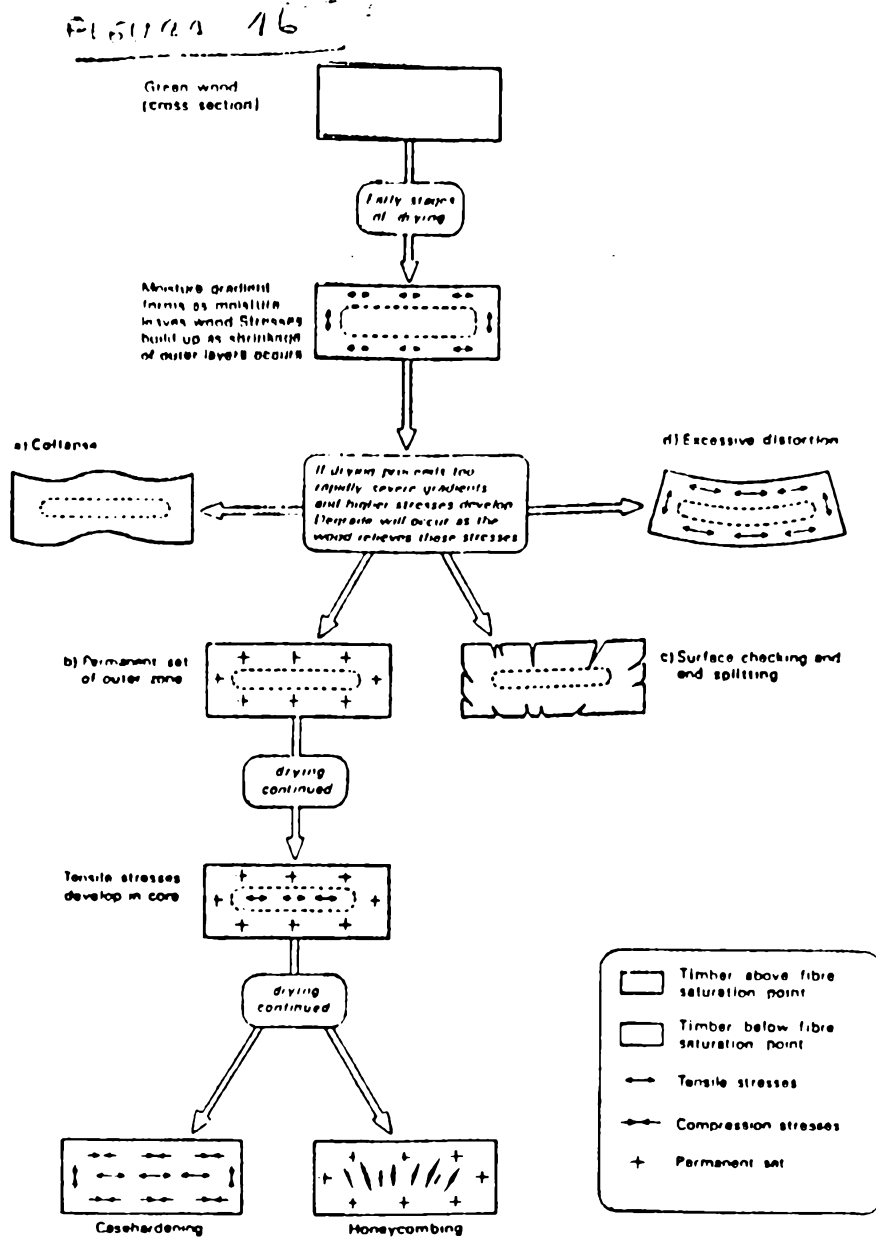 16
Green wood
(cross section)
Early stages
of drying
Moisture gradient
forms as moisture
leaves wood Stresses
build up as shrinkage
of outer layers occurs
a) Collapse
If drying proceeds too
rapidly severe gradients
and higher stresses develop
Degrade will occur as the
wood relieves those stresses
d) Excessive distortion
b) Permanent set
of outer zone
c) Surface checking and
end splitting
drying
continued
Tensile stresses
develop in core
drying
continued
Casehardening
Honeycombing
Timber above fibre
saturation point
Timber below fibre
saturation point
Tensile stresses
Compression stresses
Permanent set